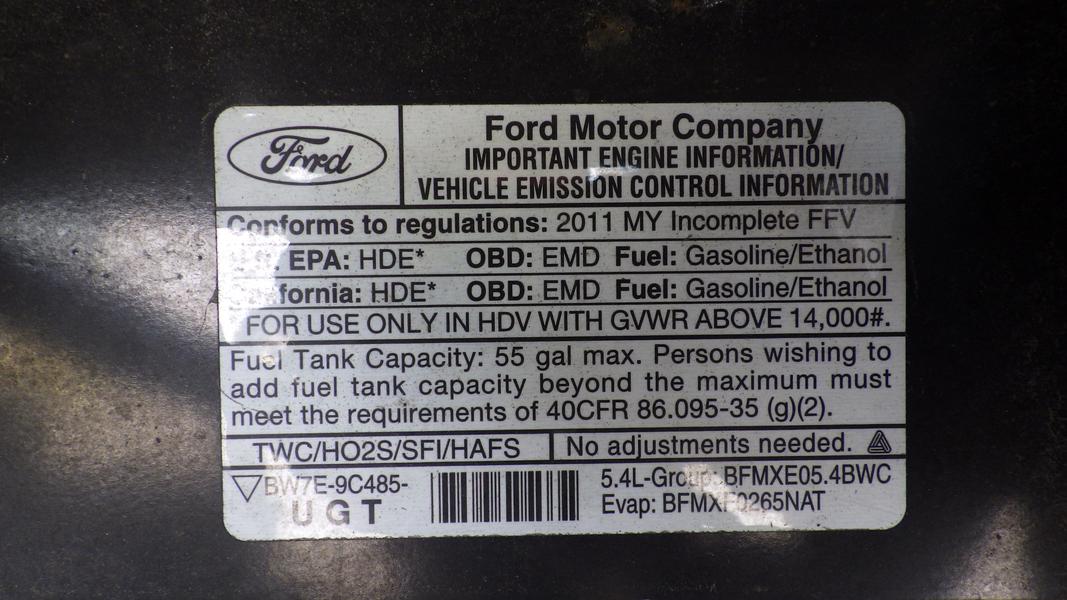 Ford
Ford Motor Company
IMPORTANT ENGINE INFORMATION/
VEHICLE EMISSION CONTROL INFORMATION
Conforms to regulations: 2011 MY Incomplete FFV
U.S. EPA: HDE* OBD: EMD Fuel: Gasoline/Ethanol
California: HDE* OBD: EMD Fuel: Gasoline/Ethanol
*FOR USE ONLY IN HDV WITH GVWR ABOVE 14,000#.
Fuel Tank Capacity: 55 gal max. Persons wishing to
add fuel tank capacity beyond the maximum must
meet the requirements of 40CFR 86.095-35 (g)(2).
TWC/HO2S/SFI/HAFS
No adjustments needed.
BW7E-9C485-
UGT
5.4L-Group: BFMXE05.4BWC
Evap: BFMXF0265NAT